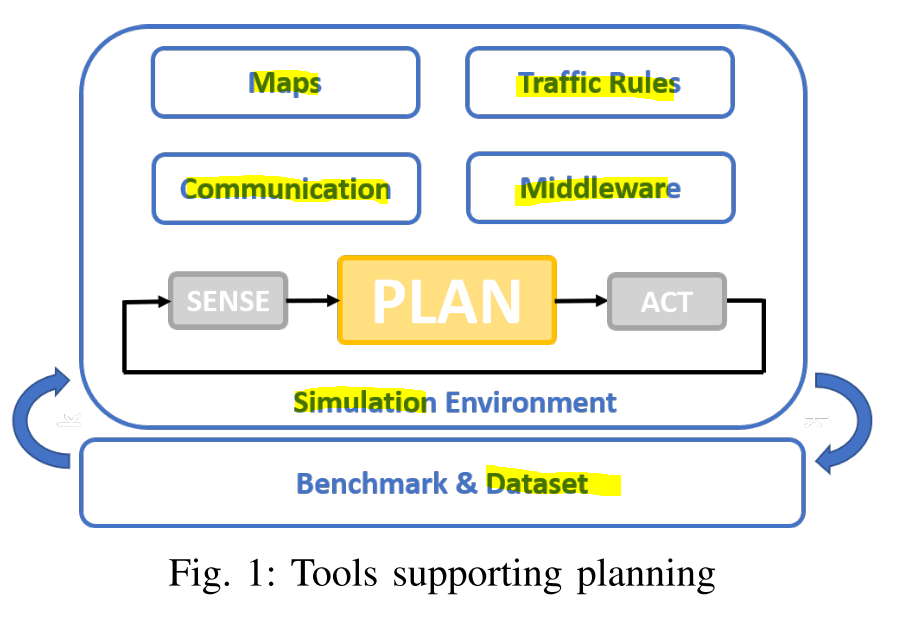 Maps
Traffic Rules
Communication
Middleware
SENSE
PLAN
ACT
Simulation Environment
Benchmark & Dataset
Fig. 1: Tools supporting planning